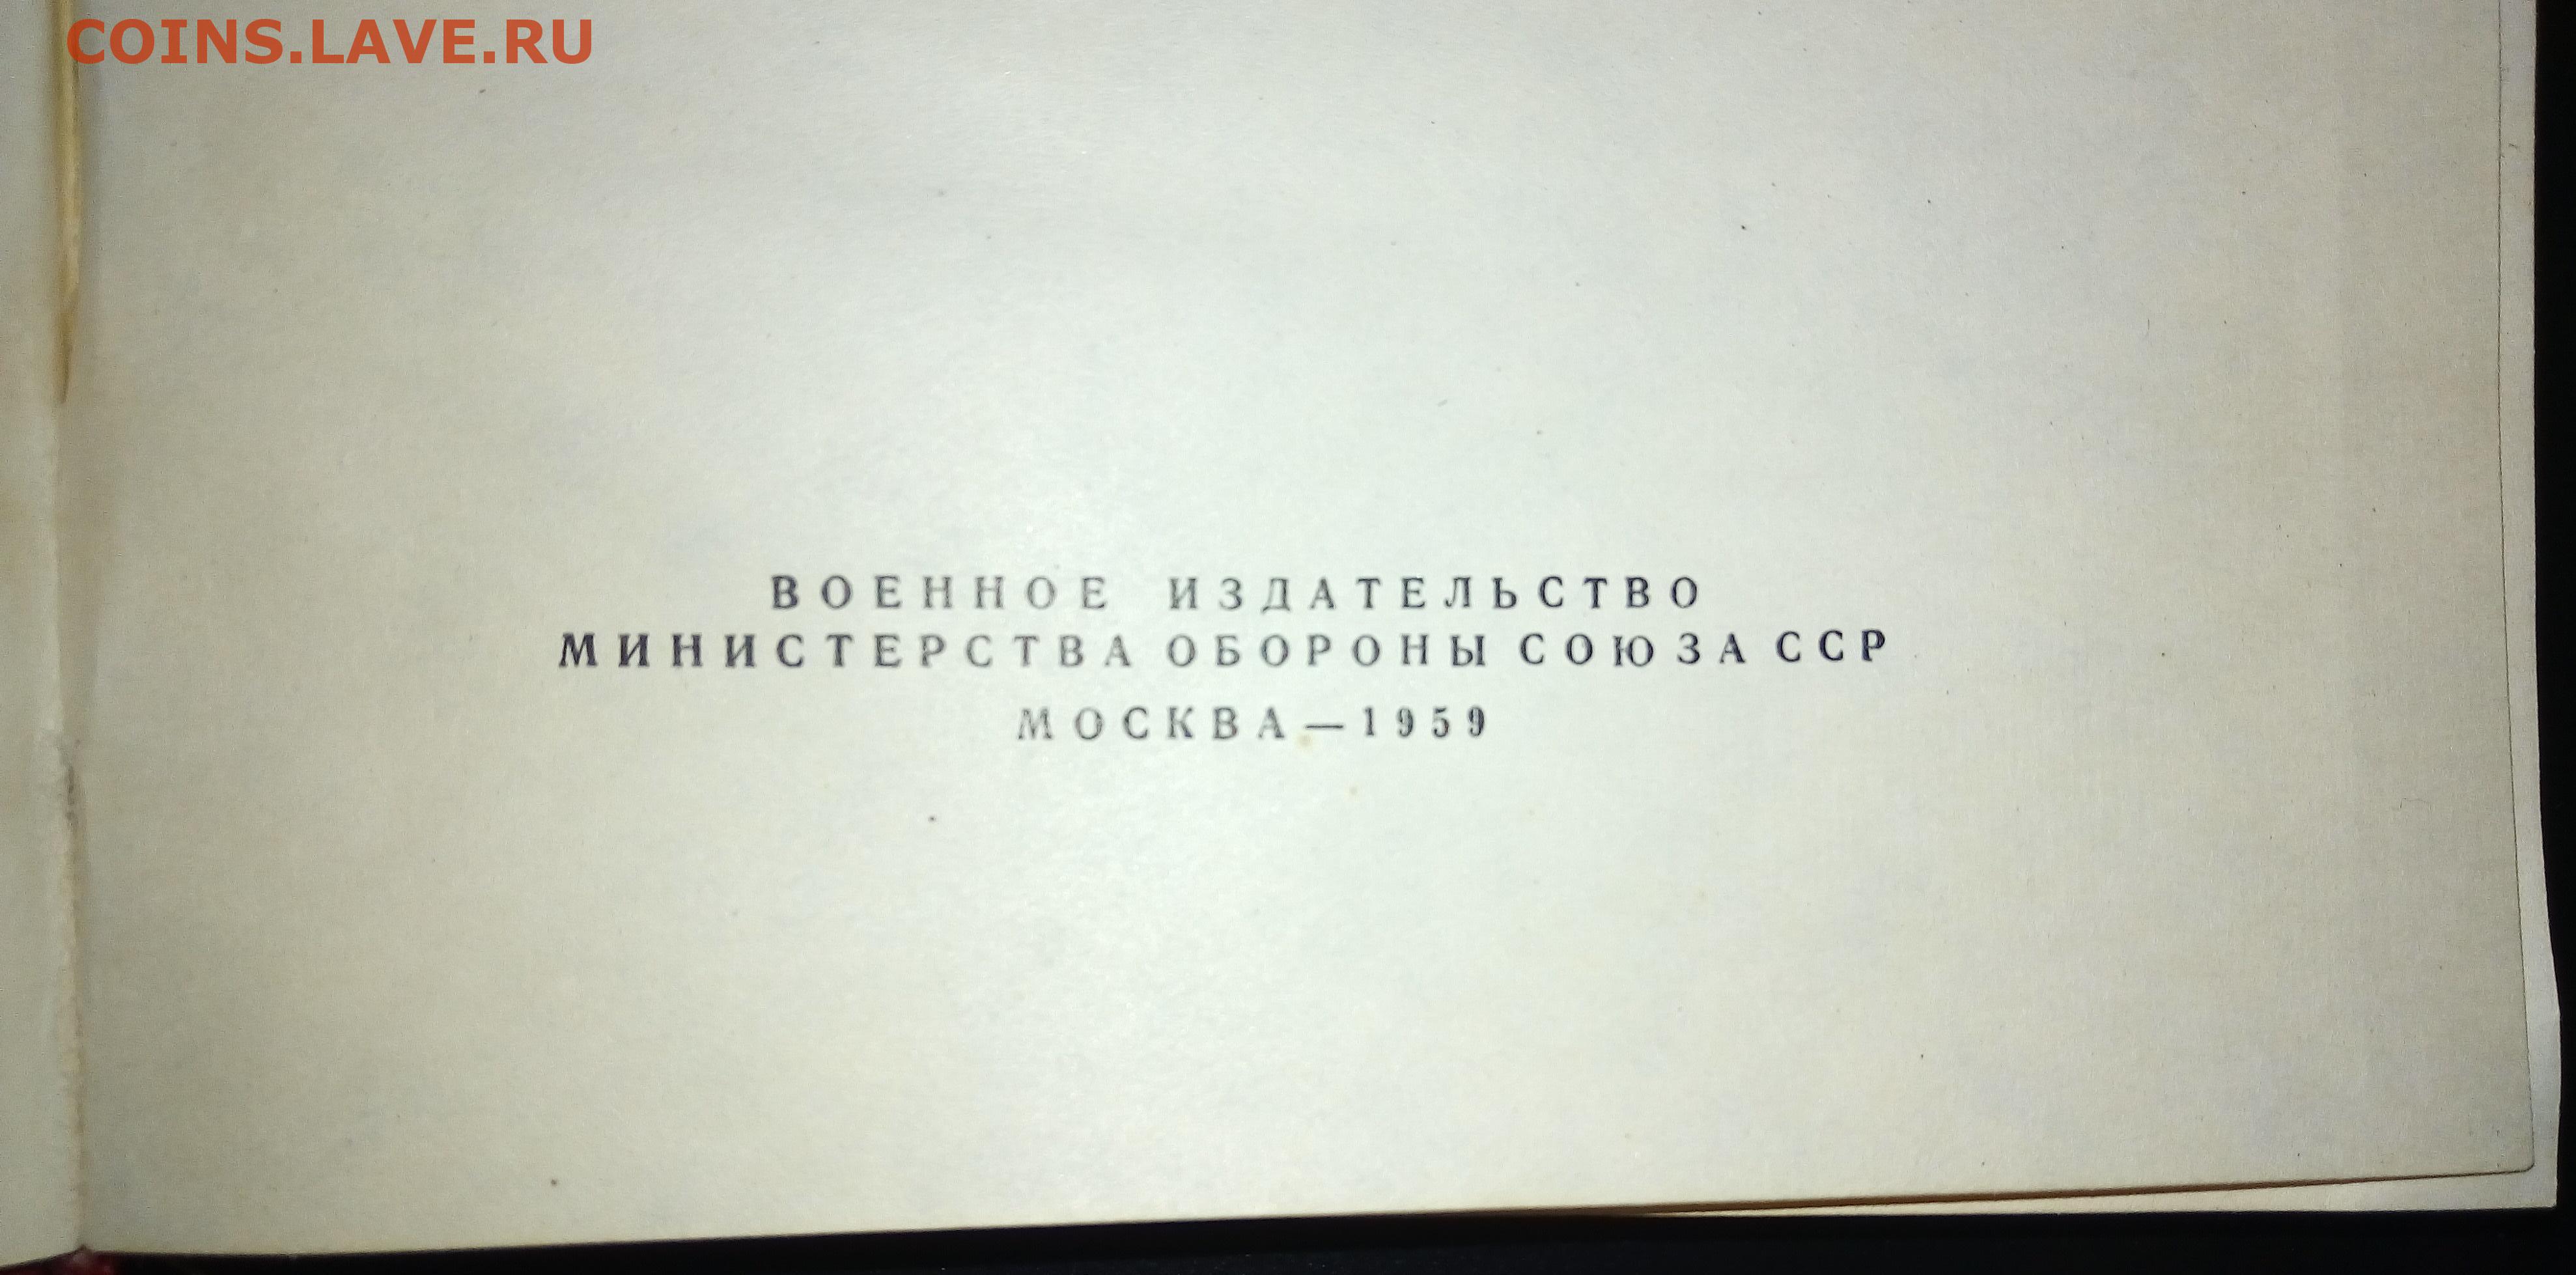 COINS.LAVE.RU
ВОЕННОЕ ИЗДАТЕЛЬСТВО
МИНИСТЕРСТВА ОБОРОНЫ СОЮЗА ССР
МОСКВА—1959